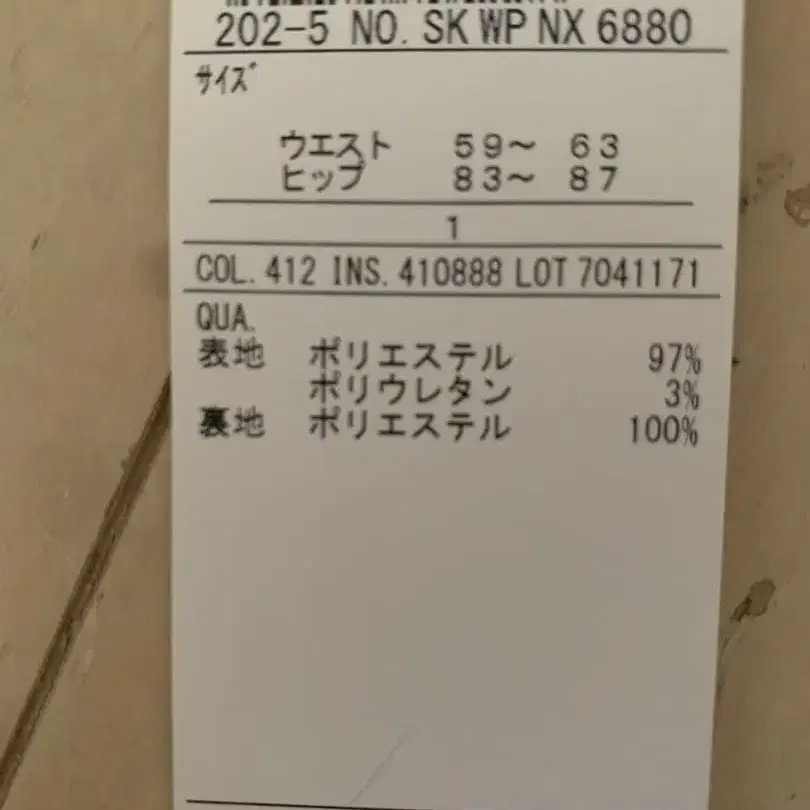 202-5 NO. SK WP NX 6880
サイズ
ウエスト 59～ 63
ヒップ 83～ 87
1
COL. 412 INS. 410888 LOT 7041171
QUA.
表地 ポリエステル 97%
ポリウレタン 3%
裏地 ポリエステル 100%